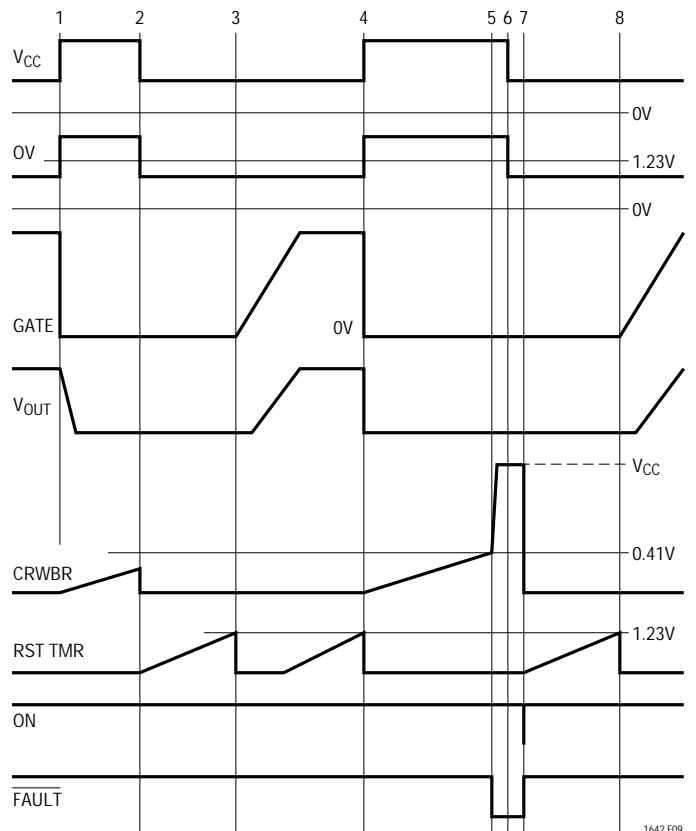 1 2 3 4 5 6 7 8
VCC
0V
OV
1.23V
0V
GATE
0V
VOUT
VCC
0.41V
CRWBR
1.23V
RST TMR
ON
FAULT
1642 F09